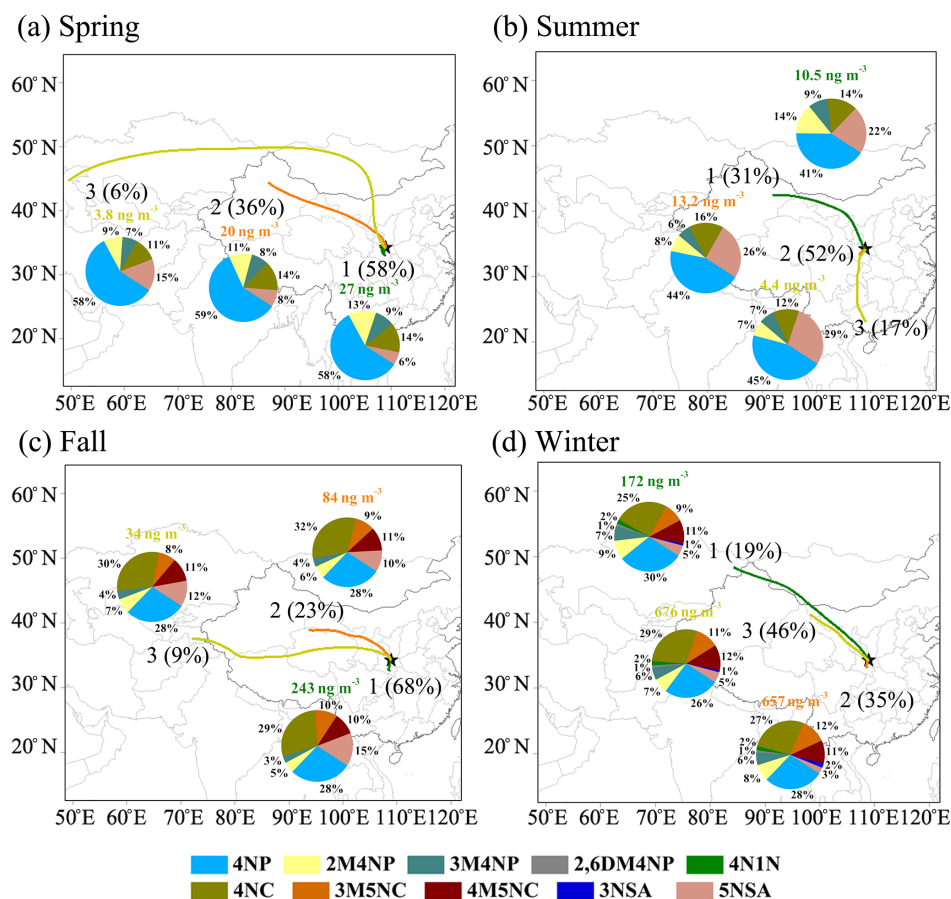 (a) Spring
60° N
50° N
40° N
30° N
20° N
3 (6%)
3.8 ng m⁻³
9%
7%
11%
15%
58%
2 (36%)
20 ng m⁻³
11%
8%
14%
8%
59%
1 (58%)
27 ng m⁻³
13%
9%
14%
6%
58%
50°E 60°E 70°E 80°E 90°E 100°E 110°E 120°E
(b) Summer
60° N
50° N
40° N
30° N
20° N
10.5 ng m⁻³
9%
14%
14%
22%
41%
1 (31%)
13.2 ng m⁻³
16%
6%
8%
26%
44%
2 (52%)
4.4 ng m⁻³
12%
7%
7%
29%
45%
3 (17%)
50°E 60°E 70°E 80°E 90°E 100°E 110°E 120°E
(c) Fall
60° N
50° N
40° N
30° N
20° N
84 ng m⁻³
32%
9%
11%
4%
10%
6%
28%
34 ng m⁻³
30%
8%
11%
4%
12%
7%
28%
2 (23%)
3 (9%)
1 (68%)
243 ng m⁻³
10%
29%
10%
15%
3%
5%
28%
50°E 60°E 70°E 80°E 90°E 100°E 110°E 120°E
(d) Winter
60° N
50° N
40° N
30° N
20° N
172 ng m⁻³
25%
9%
2%
1%
11%
7%
1%
5%
9%
30%
1 (19%)
676 ng m⁻³
3 (46%)
29%
11%
12%
2%
1%
1%
6%
5%
7%
26%
2 (35%)
657 ng m⁻³
27%
12%
2%
11%
1%
6%
2%
3%
8%
28%
50°E 60°E 70°E 80°E 90°E 100°E 110°E 120°E
4NP 2M4NP 3M4NP 2,6DM4NP 4N1N
4NC 3M5NC 4M5NC 3NSA 5NSA